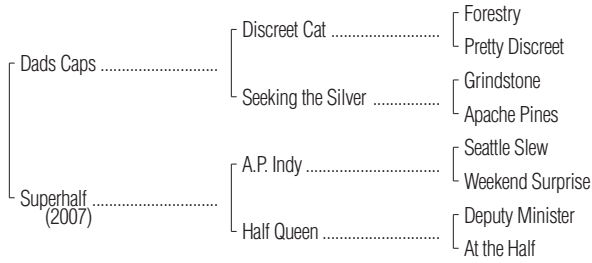 Forestry
Discreet Cat ..............................
Pretty Discreet
Dads Caps ................................
Grindstone
Seeking the Silver ..................
Apache Pines
Seattle Slew
A.P. Indy .....................................
Weekend Surprise
Superhalf ..................................
(2007)
Deputy Minister
Half Queen .................................
At the Half